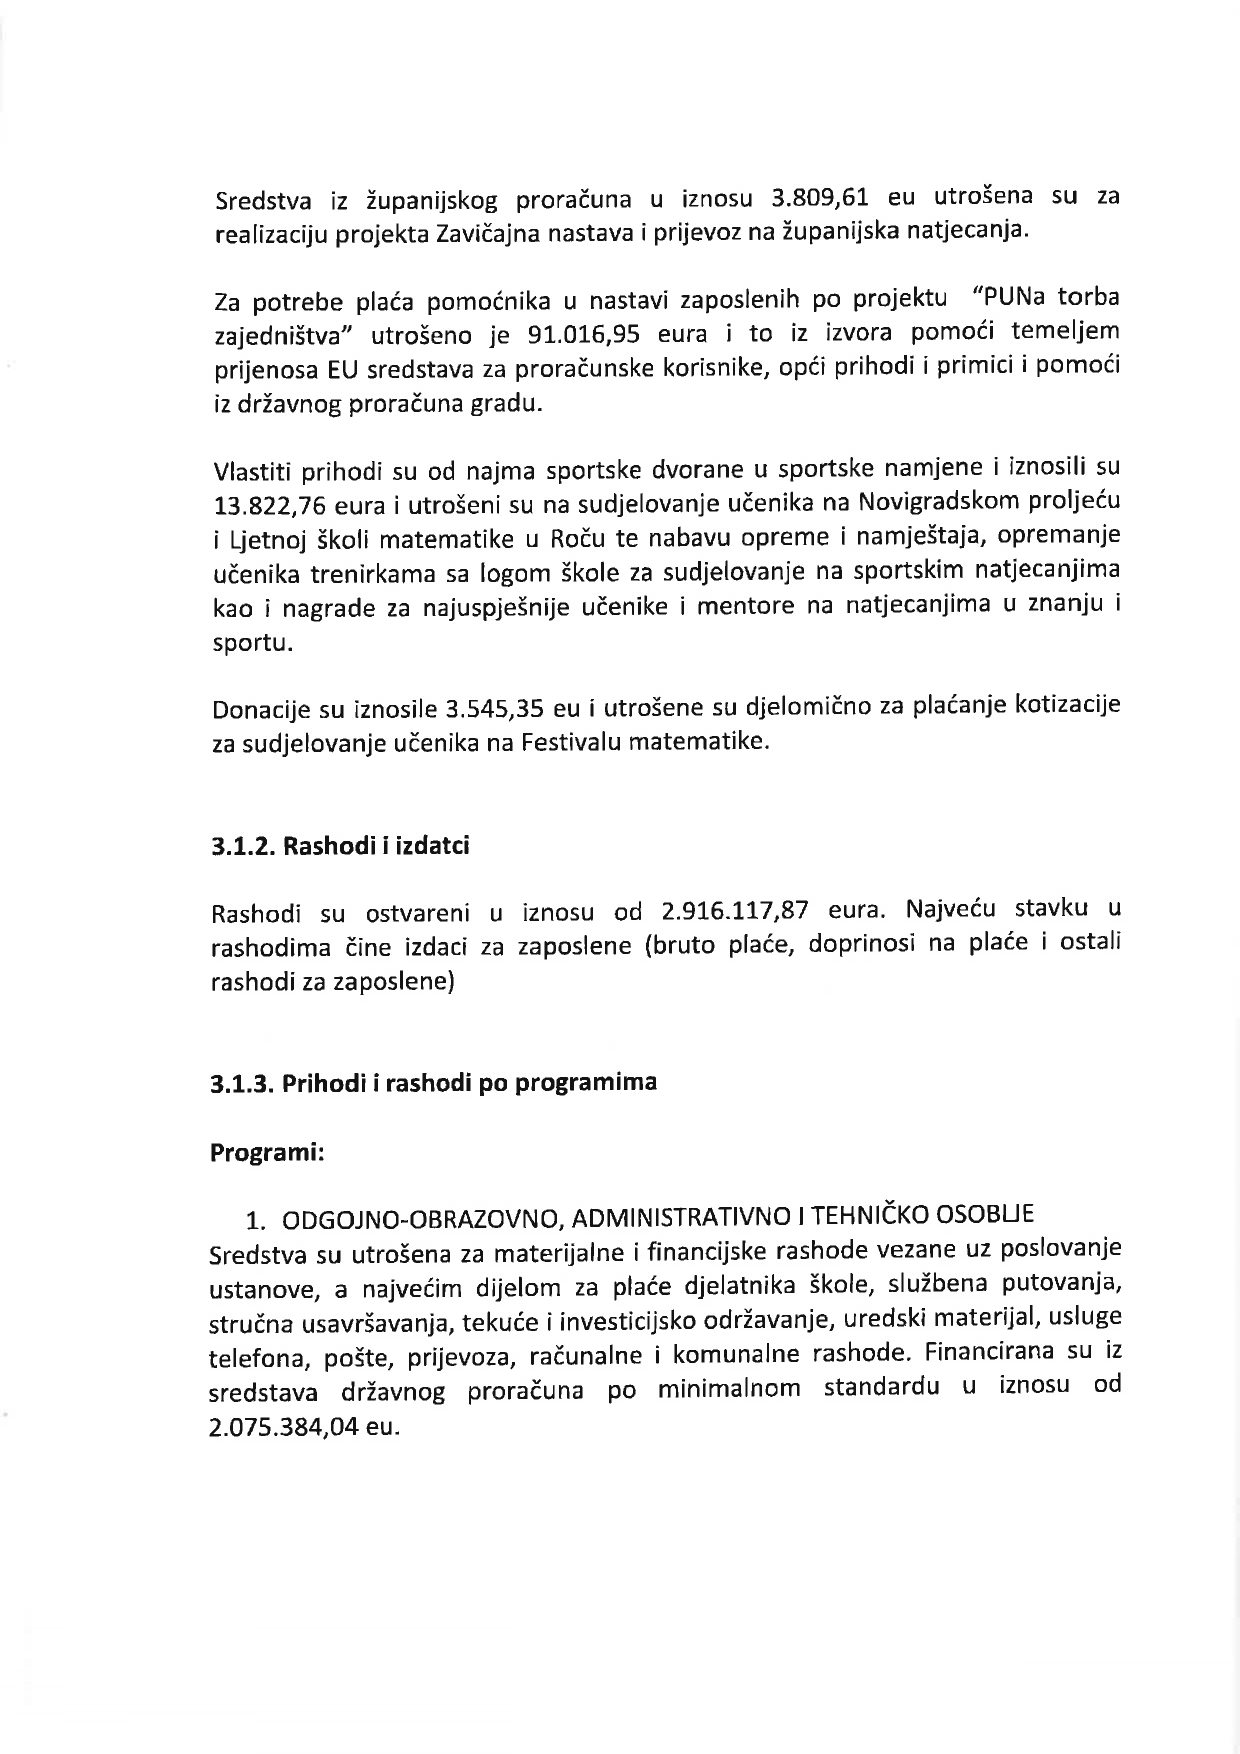 Sredstva iz županijskog proračuna u iznosu 3.809,61 eu utrošena su za
realizaciju projekta Zavičajna nastava i prijevoz na županijska natjecanja.
Za potrebe plaća pomoćnika u nastavi zaposlenih po projektu "PUNa torba
zajedništva" utrošeno je 91.016,95 eura i to iz izvora pomoći temeljem
prijenosa EU sredstava za proračunske korisnike, opći prihodi i primici i pomoći
iz državnog proračuna gradu.
Vlastiti prihodi su od najma sportske dvorane u sportske namjene i iznosili su
13.822,76 eura i utrošeni su na sudjelovanje učenika na Novigradskom proljeću
i Ljetnoj školi matematike u Roču te nabavu opreme i namještaja, opremanje
učenika trenirkama sa logom škole za sudjelovanje na sportskim natjecanjima
kao i nagrade za najuspješnije učenike i mentore na natjecanjima u znanju i
sportu.
Donacije su iznosile 3.545,35 eu i utrošene su djelomično za plaćanje kotizacije
za sudjelovanje učenika na Festivalu matematike.
3.1.2. Rashodi i izdatci
Rashodi su ostvareni u iznosu od 2.916.117,87 eura. Najveću stavku u
rashodima čine izdaci za zaposlene (bruto plaće, doprinosi na plaće i ostali
rashodi za zaposlene)
3.1.3. Prihodi i rashodi po programima
Programi:
1. ODGOJNO-OBRAZOVNO, ADMINISTRATIVNO I TEHNIČKO OSOBLJE
Sredstva su utrošena za materijalne i financijske rashode vezane uz poslovanje
ustanove, a najvećim dijelom za plaće djelatnika škole, službena putovanja,
stručna usavršavanja, tekuće i investicijsko održavanje, uredski materijal, usluge
telefona, pošte, prijevoza, računalne i komunalne rashode. Financirana su iz
sredstava državnog proračuna po minimalnom standardu u iznosu od
2.075.384,04 eu.